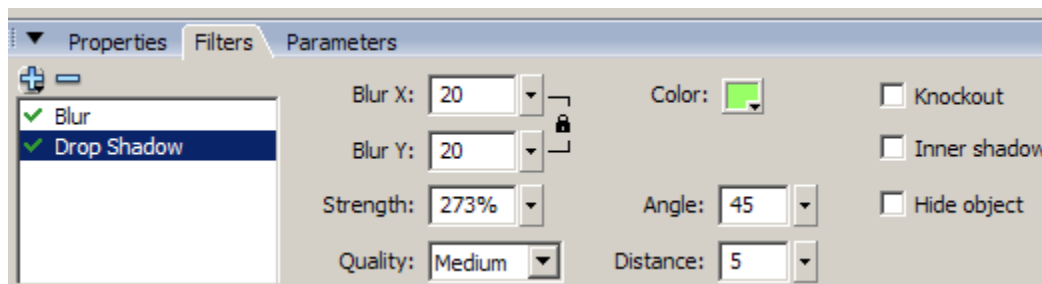 Properties Filters Parameters
Blur
Drop Shadow
Blur X: 20 Color: Knockout
Blur Y: 20 Inner shadow
Strength: 273% Angle: 45 Hide object
Quality: Medium Distance: 5